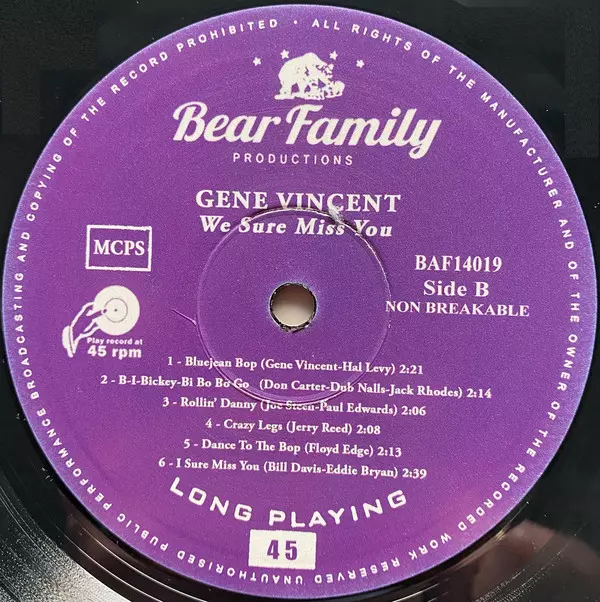 Bear Family
PRODUCTIONS
GENE VINCENT
We Sure Miss You
MCPS
BAF14019
Side B
NON BREAKABLE
Play record at
45 rpm
1 - Bluejean Bop (Gene Vincent-Hal Levy) 2:21
2 - B-I-Bickey-Bi Bo Bo Go (Don Carter-Dub Nalls-Jack Rhodes) 2:14
3 - Rollin' Danny (Joe Steen-Paul Edwards) 2:06
4 - Crazy Legs (Jerry Reed) 2:08
5 - Dance To The Bop (Floyd Edge) 2:13
6 - I Sure Miss You (Bill Davis-Eddie Bryan) 2:39
LONG PLAYING
45
ALL RIGHTS OF THE MANUFACTURER AND OF THE OWNER OF THE RECORDED WORK RESERVED UNAUTHORISED PUBLIC PERFORMANCE BROADCASTING AND COPYING OF THE RECORD PROHIBITED